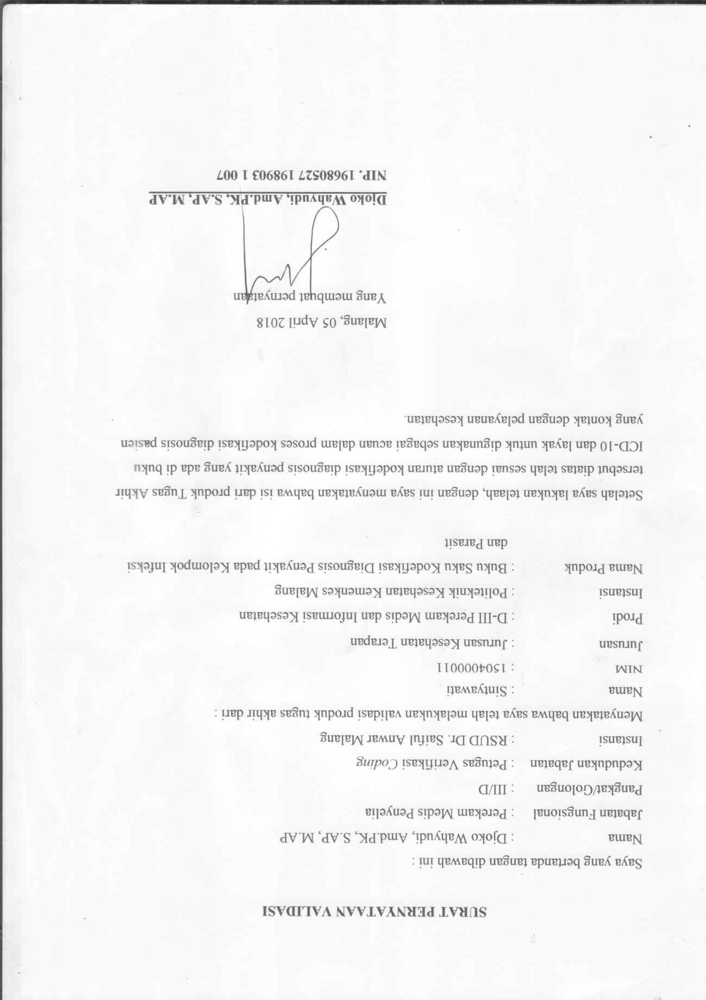 SURAT PERNYATAAN VALIDASI
Saya yang bertanda tangan dibawah ini :
Nama : Djoko Wahyudi, Amd.PK, S.AP, M.AP
Jabatan Fungsional : Perekam Medis Penyelia
Pangkat/Golongan : III/D
Kedudukan Jabatan : Petugas Verifikasi Coding
Instansi : RSUD Dr. Saiful Anwar Malang
Menyatakan bahwa saya telah melakukan validasi produk tugas akhir dari :
Nama : Sintyawati
NIM : 1504000011
Jurusan : Jurusan Kesehatan Terapan
Prodi : D-III Perekam Medis dan Informasi Kesehatan
Instansi : Politeknik Kesehatan Kemenkes Malang
Nama Produk : Buku Saku Kodefikasi Diagnosis Penyakit pada Kelompok Infeksi
dan Parasit
Setelah saya lakukan telaah, dengan ini saya menyatakan bahwa isi dari produk Tugas Akhir
tersebut diatas telah sesuai dengan aturan kodefikasi diagnosis penyakit yang ada di buku
ICD-10 dan layak untuk digunakan sebagai acuan dalam proses kodefikasi diagnosis pasien
yang kontak dengan pelayanan kesehatan.
Malang, 05 April 2018
Yang membuat pernyataan
Djoko Wahyudi, Amd.PK, S.AP, M.AP
NIP. 19680527 198903 1 007